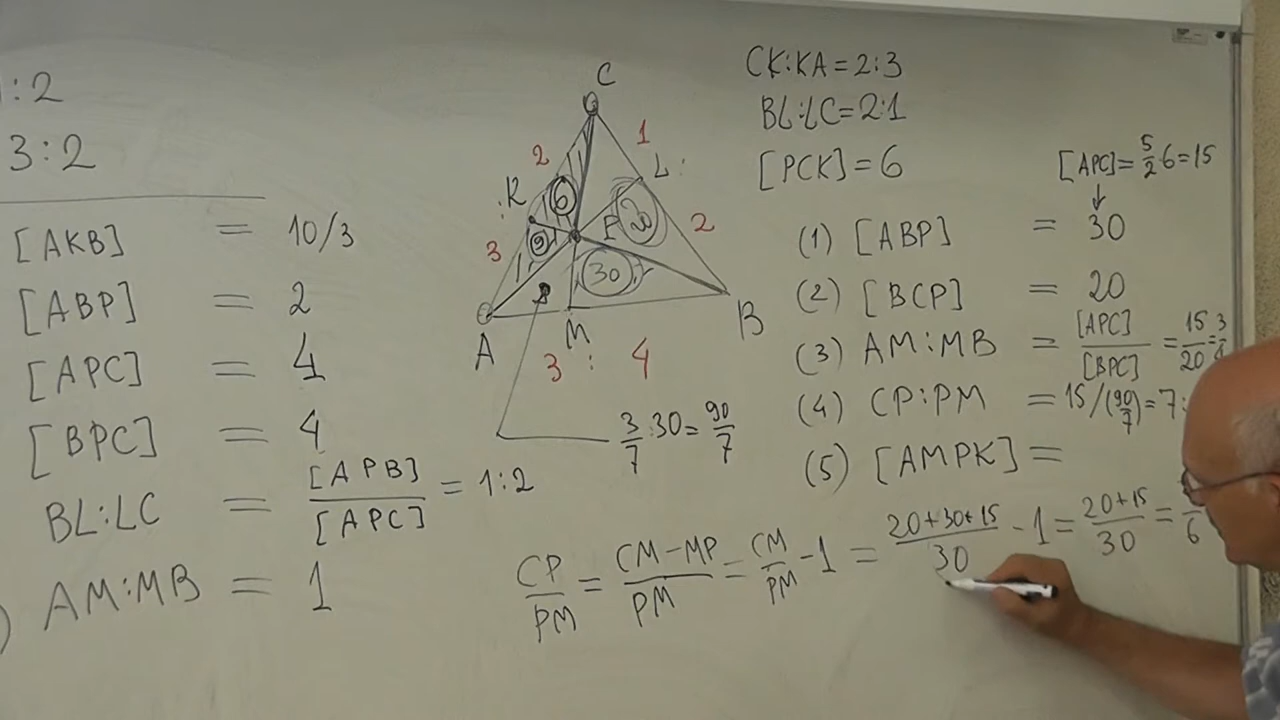 :2
3:2
[AKB] = 10/3
[ABP] = 2
[APC] = 4
[BPC] = 4
BL:LC = [APB]/[APC] = 1:2
) AM:MB = 1
C
2
1
K
6
L
:
:
3
9
P
20
2
30
A
M
B
3 : 4
3/7·30=90/7
CK:KA=2:3
BL:LC=2:1
[PCK]=6
[APC]=5/2 6=15
(1) [ABP] = 30
(2) [BCP] = 20
(3) AM:MB = [APC]/[BPC] = 15/20 = 3/4
(4) CP:PM = 15/(90/7)=7:
(5) [AMPK] =
CP/PM = CM-MP/PM = CM/PM -1 = 20+30+15/30 -1 = 20+15/30 = /6